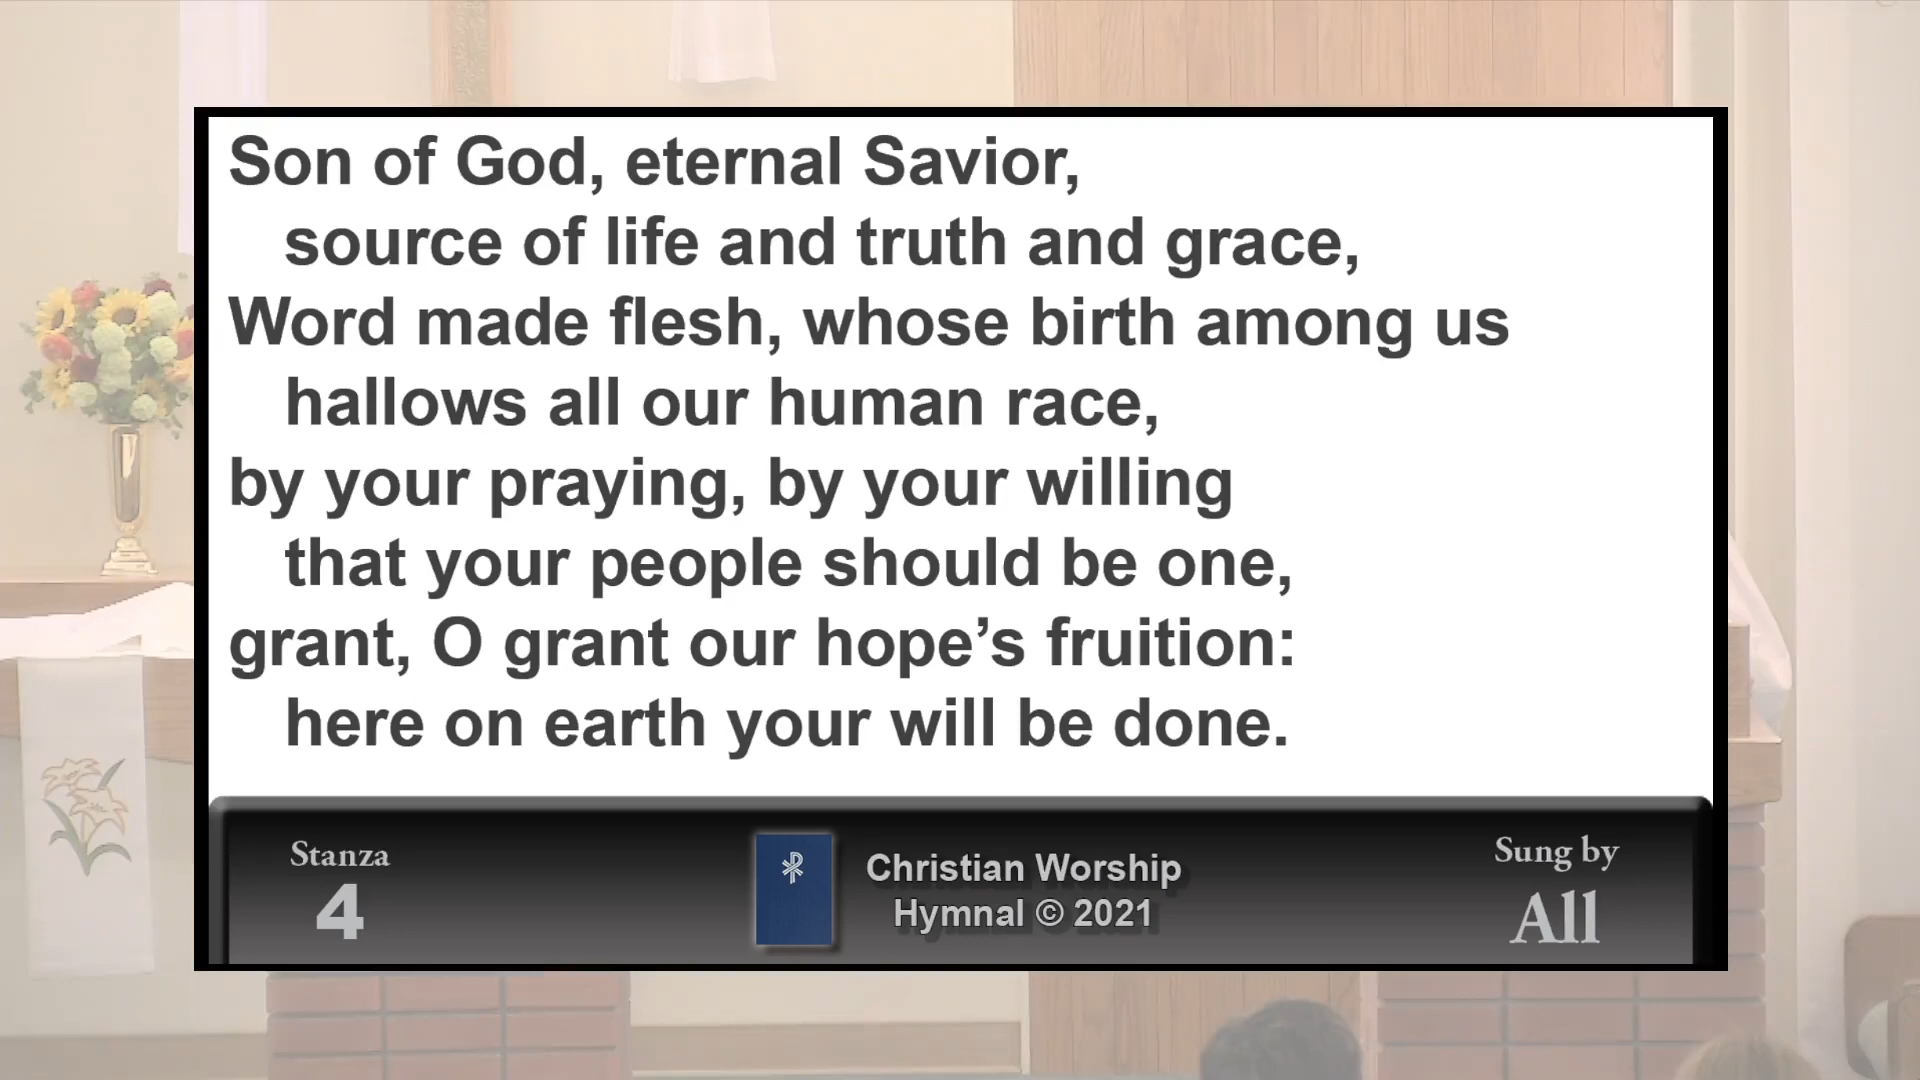 Son of God, eternal Savior,
source of life and truth and grace,
Word made flesh, whose birth among us
hallows all our human race,
by your praying, by your willing
that your people should be one,
grant, O grant our hope’s fruition:
here on earth your will be done.
Stanza
4
Christian Worship
Hymnal © 2021
Sung by
All